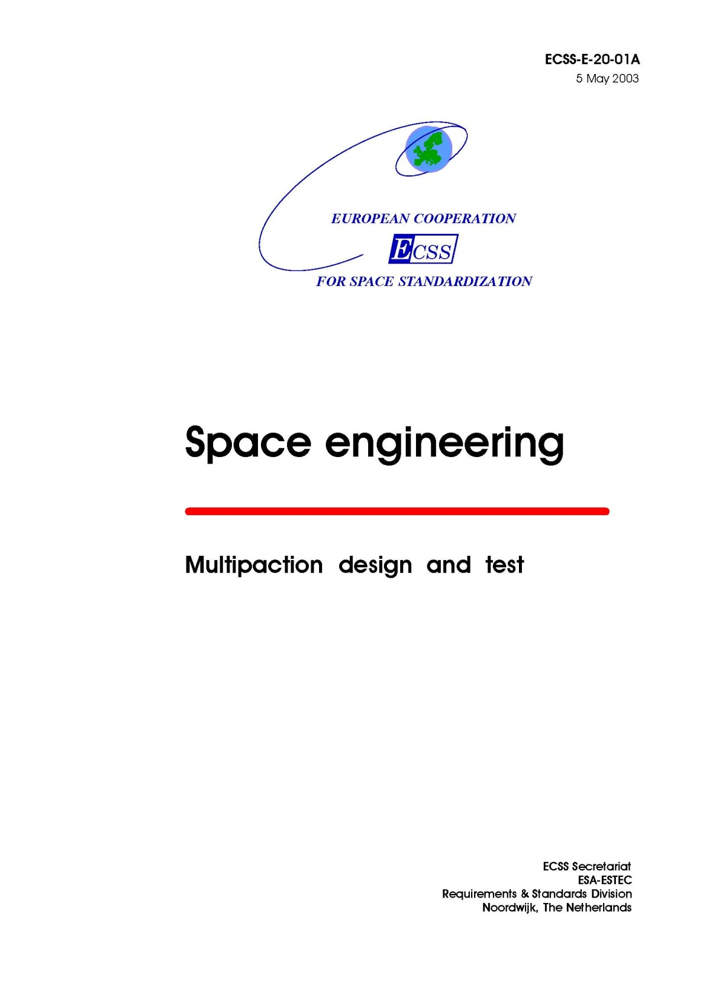 ECSS-E-20-01A
5 May 2003
EUROPEAN COOPERATION
ECSS
FOR SPACE STANDARDIZATION
Space engineering
Multipaction design and test
ECSS Secretariat
ESA-ESTEC
Requirements & Standards Division
Noordwijk, The Netherlands